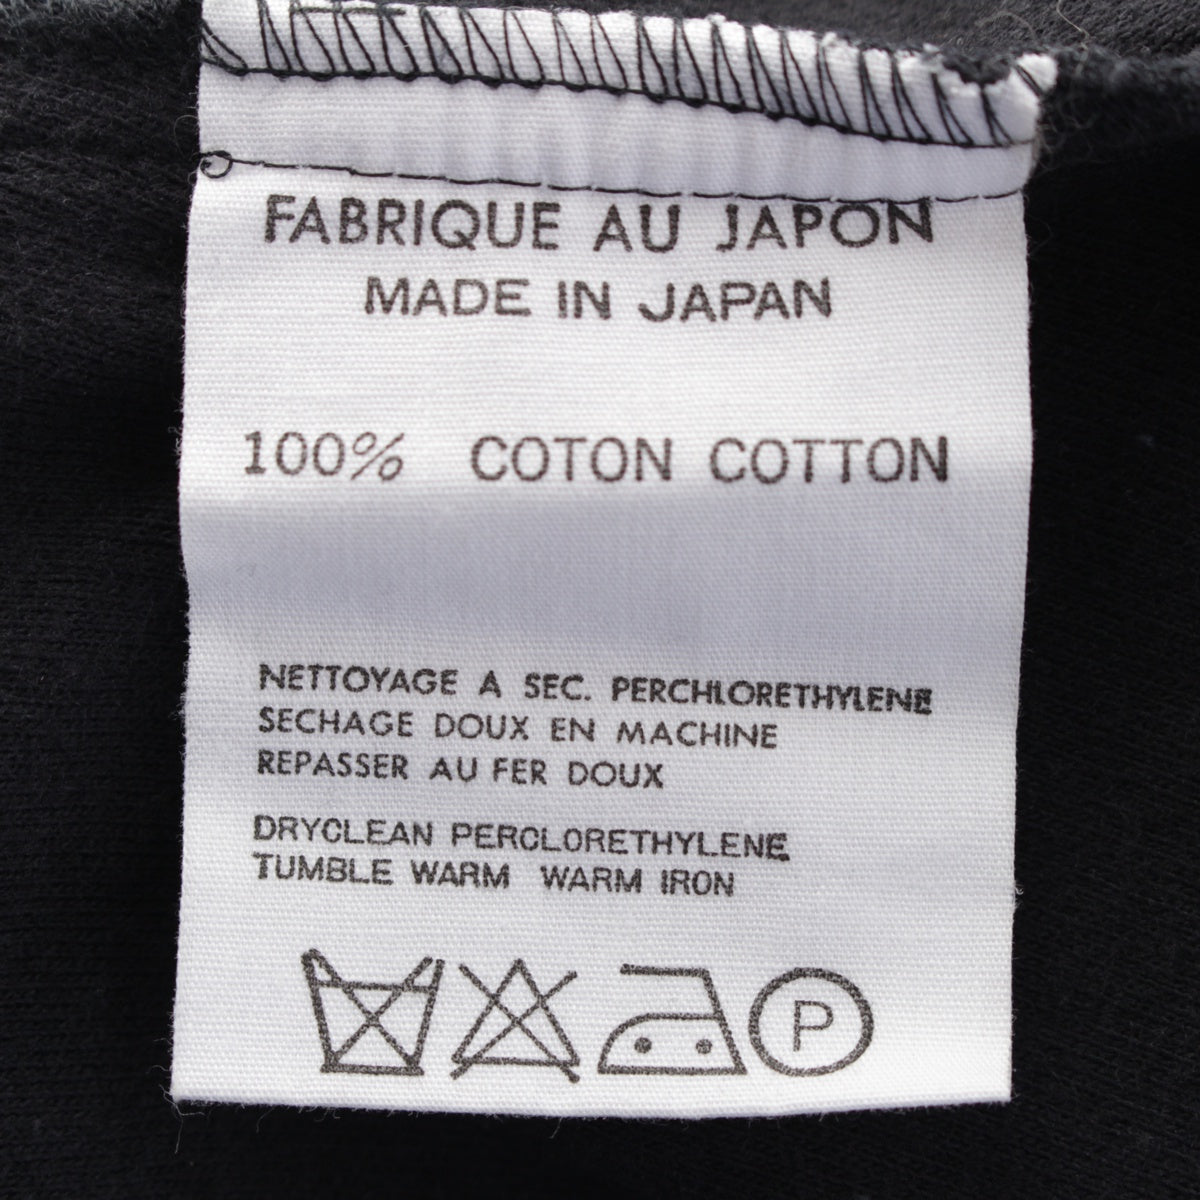 FABRIQUE AU JAPON
MADE IN JAPAN
100% COTON COTTON
NETTOYAGE A SEC. PERCHLORETHYLENE
SECHAGE DOUX EN MACHINE
REPASSER AU FER DOUX
DRYCLEAN PERCLORETHYLENE
TUMBLE WARM WARM IRON
P